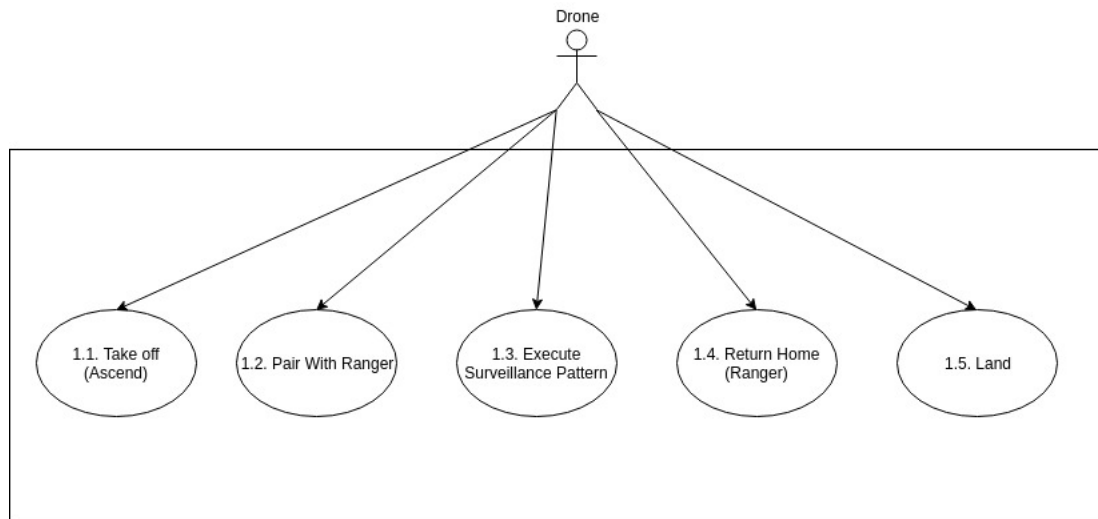 Drone
1.1. Take off
(Ascend)
1.2. Pair With Ranger
1.3. Execute
Surveillance Pattern
1.4. Return Home
(Ranger)
1.5. Land